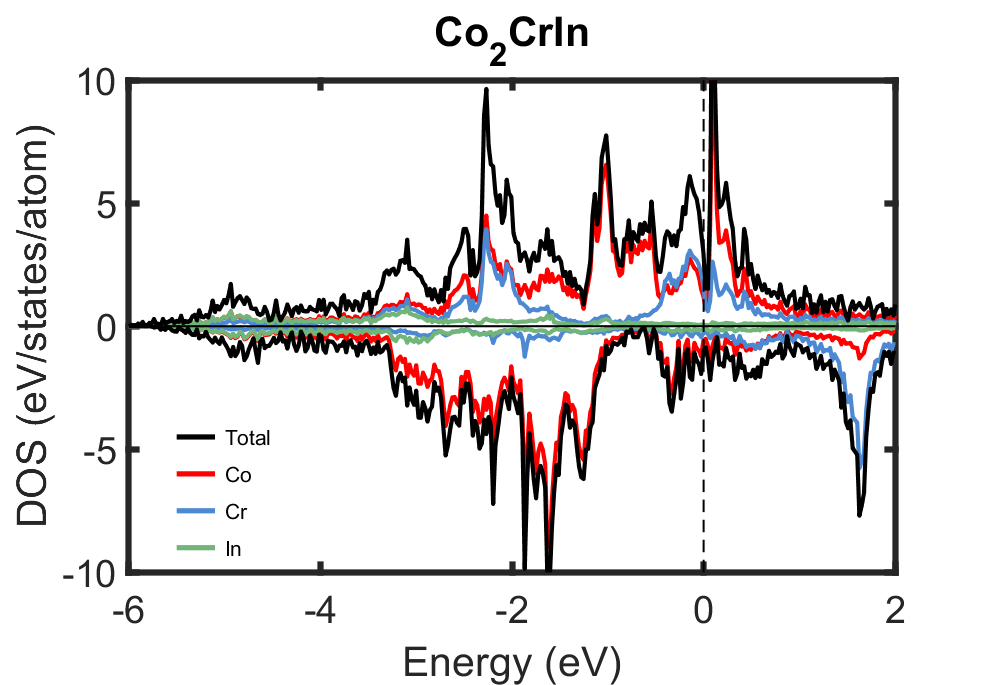 Co₂CrIn
10
5
0
-5
-10
DOS (eV/states/atom)
Total
Co
Cr
In
-6 -4 -2 0 2
Energy (eV)